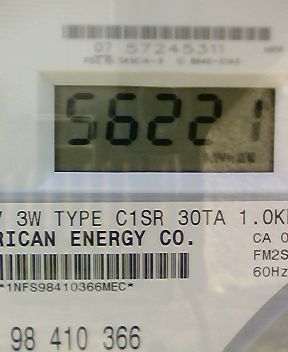 07 57245311
56221
3W TYPE C1SR 30TA 1.0K
RICAN ENERGY CO.
CA 0
FM2S
60Hz
*1NFS98410366MEC*
98 410 366